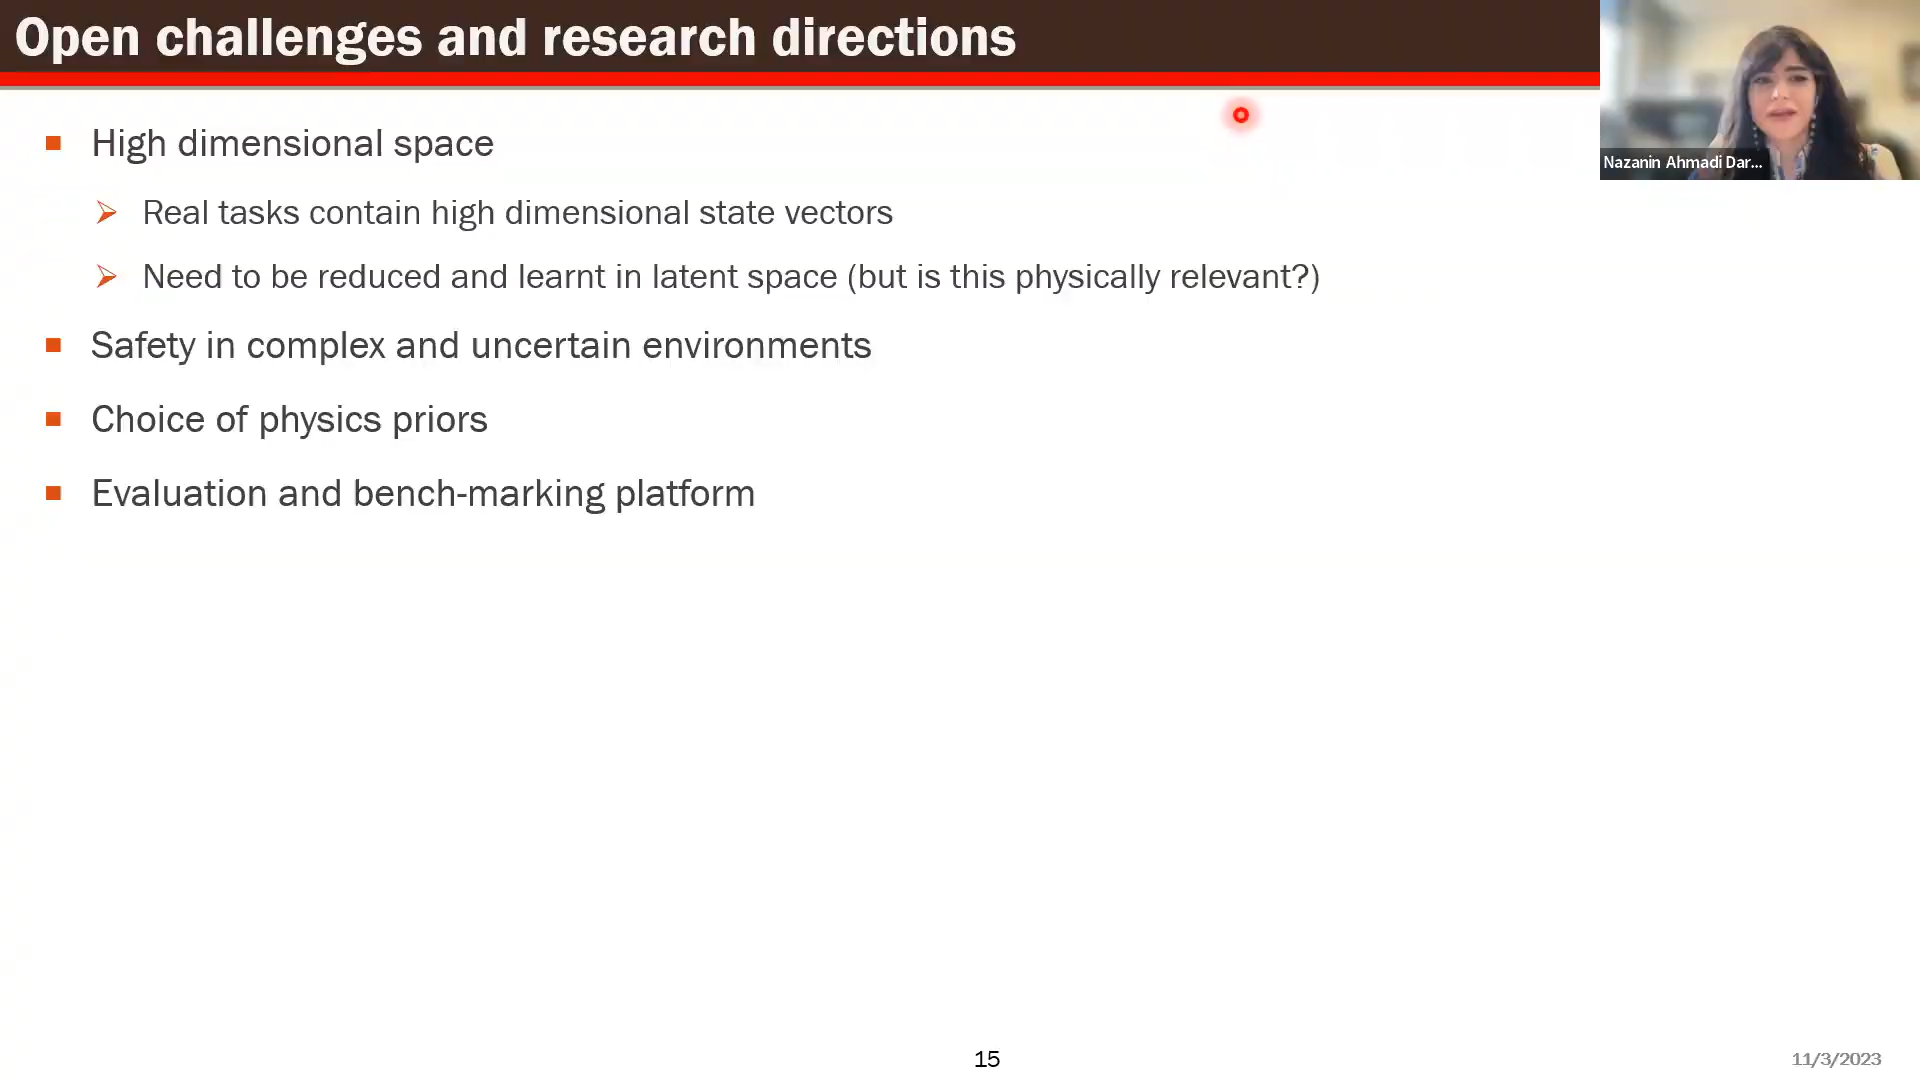 Open challenges and research directions
High dimensional space
Real tasks contain high dimensional state vectors
Need to be reduced and learnt in latent space (but is this physically relevant?)
Safety in complex and uncertain environments
Choice of physics priors
Evaluation and bench-marking platform
Nazanin Ahmadi Dar...
15
11/3/2023